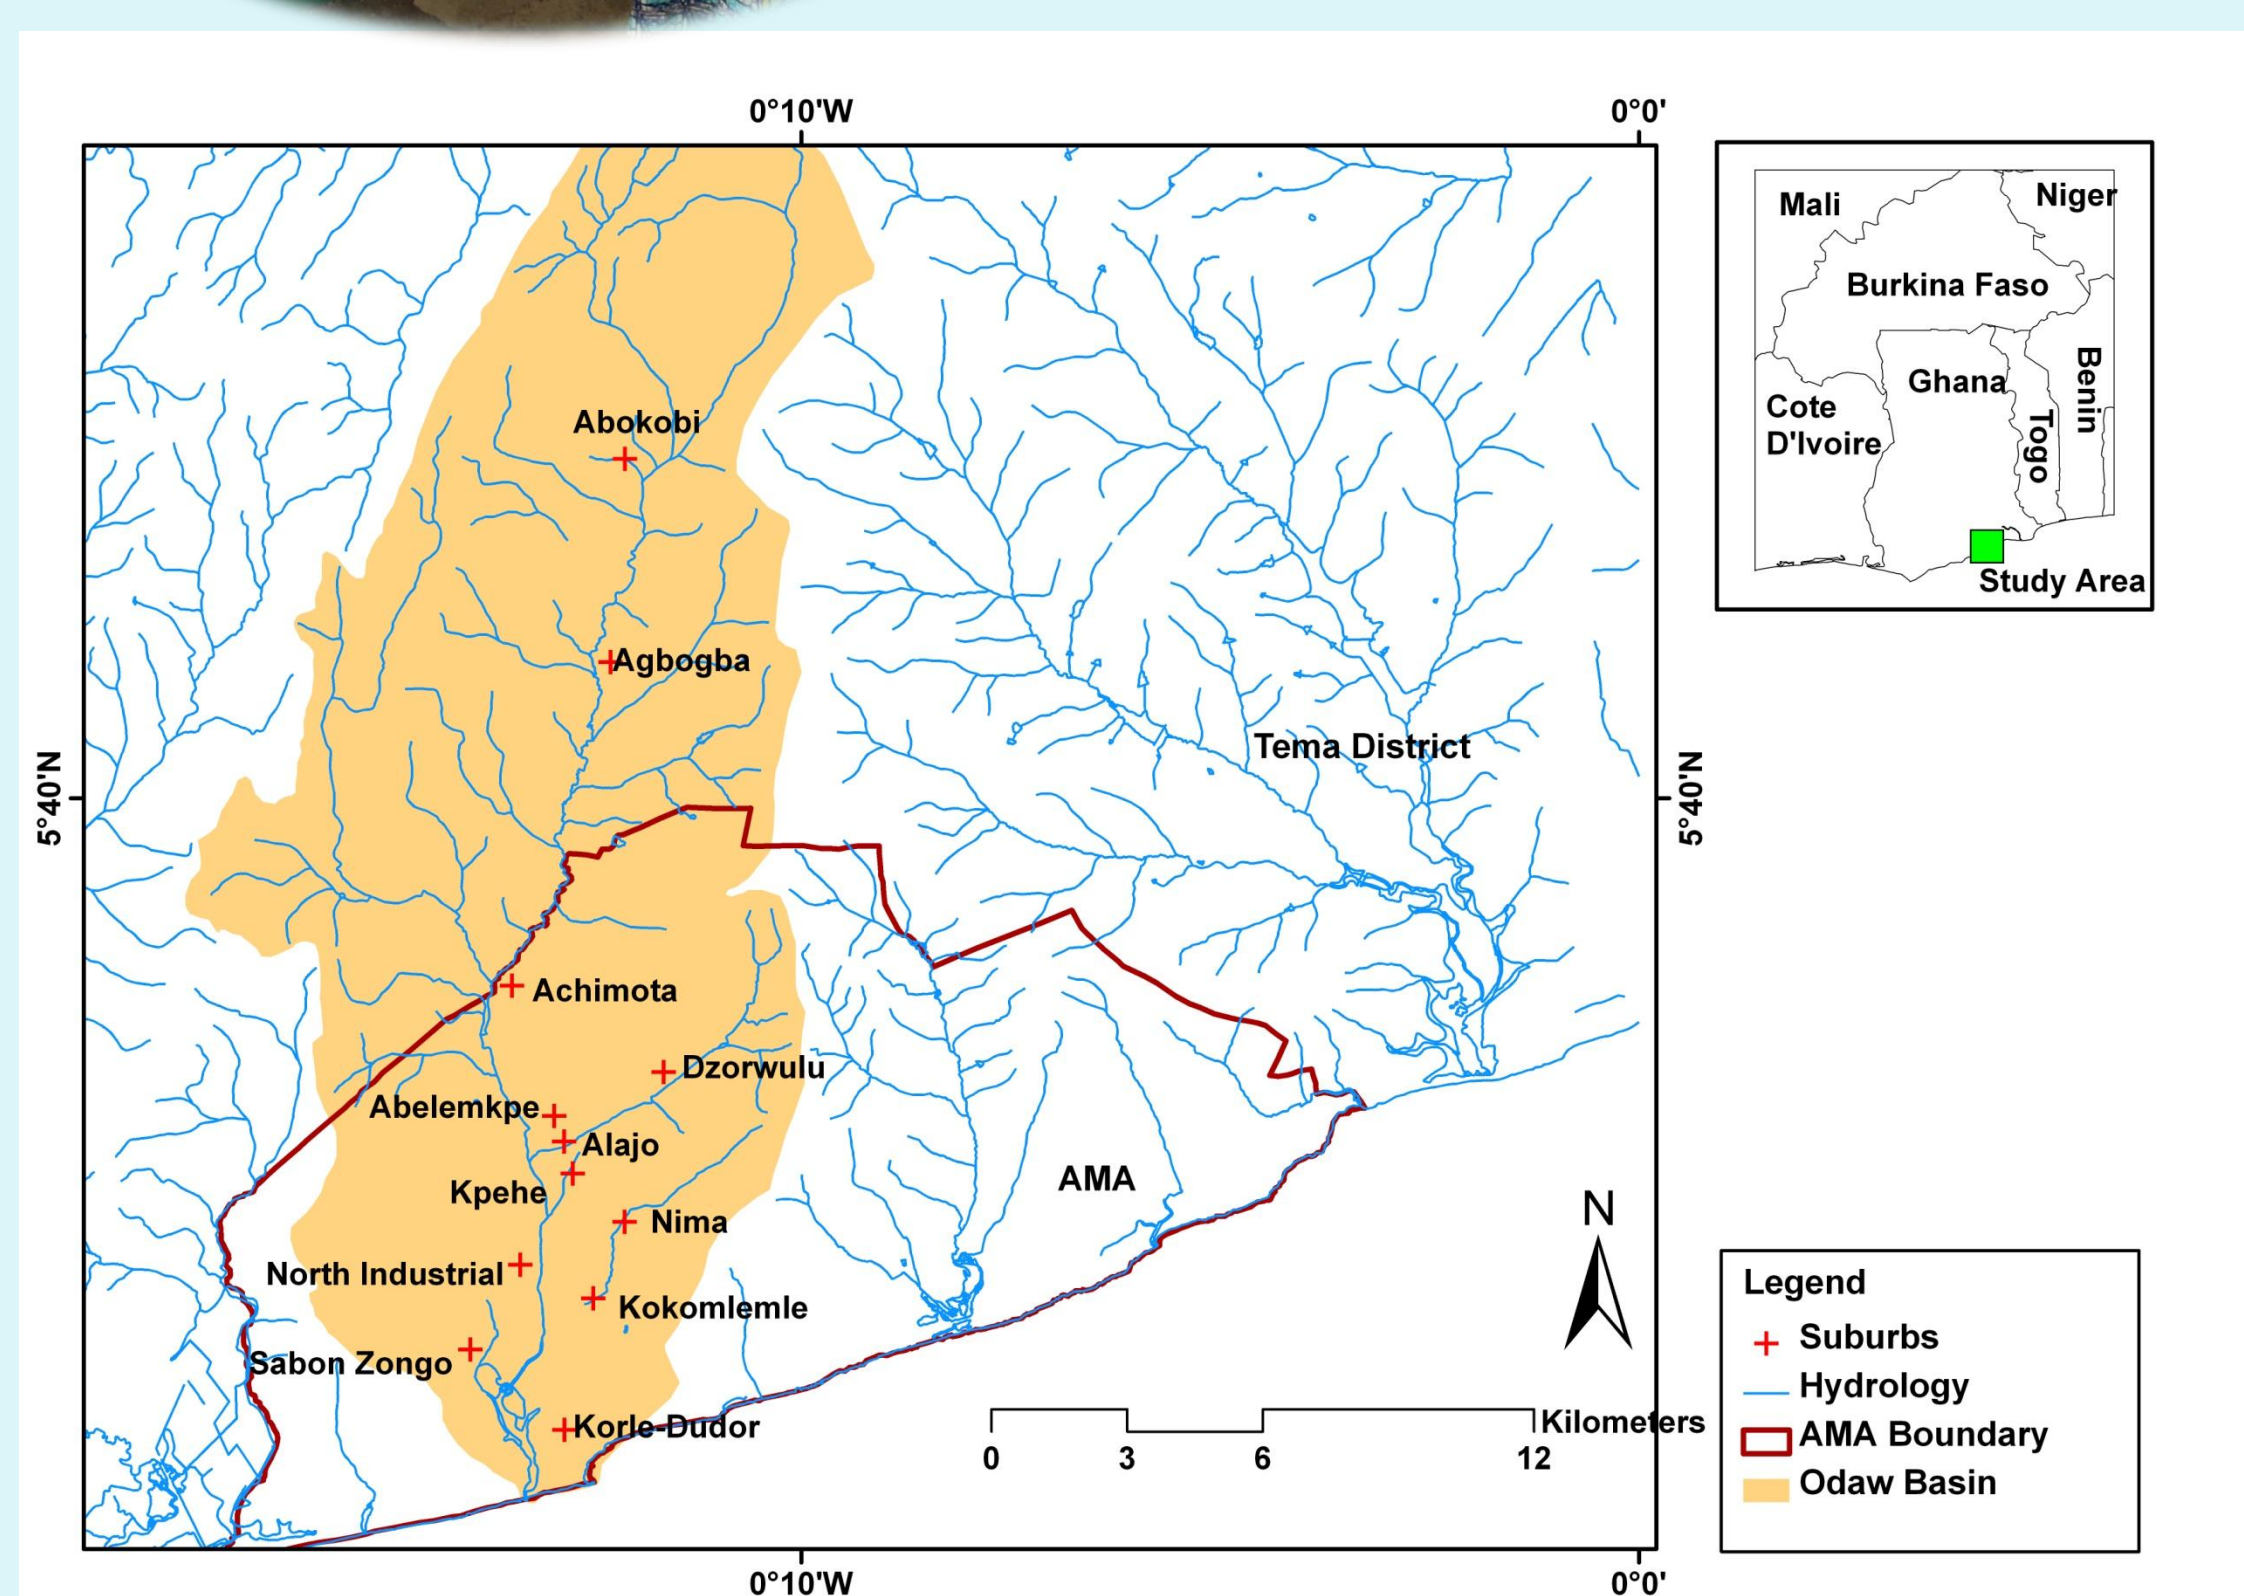 0°10'W
0°0'
Mali
Niger
Burkina Faso
Ghana
Benin
Cote
D'Ivoire
Togo
Study Area
Abokobi
Agbogba
Tema District
5°40'N
5°40'N
Achimota
Dzorwulu
Abelemkpe
Alajo
AMA
Kpehe
Nima
N
North Industrial
Kokomlemle
Sabon Zongo
Korle-Dudor
Kilometers
0 3 6 12
Legend
Suburbs
Hydrology
AMA Boundary
Odaw Basin
0°10'W
0°0'